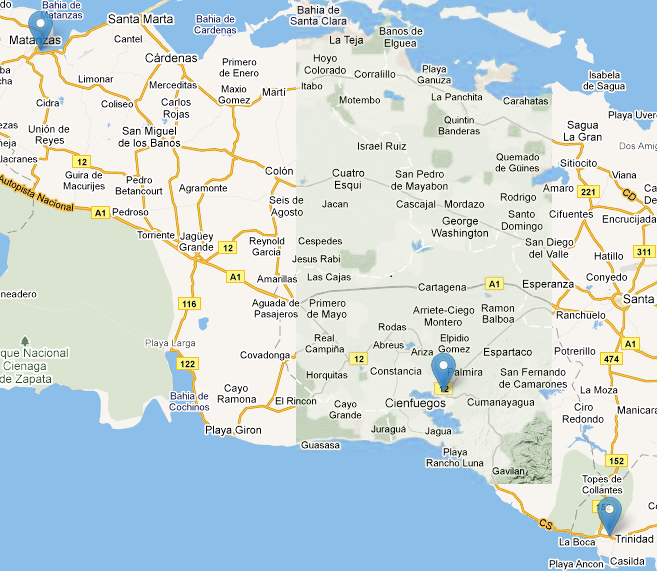 Bahia de
Matanzas
Santa Marta
Bahia de
Cardenas
Bahia de
Santa Clara
Banos de
Elguea
Matanzas
Cantel
La Teja
Cárdenas
Hoyo
Colorado
Corralillo
Playa
Ganuza
Isabela
de Sagua
Limonar
Merceditas
Primero
de Enero
Maxio
Gomez
Martí
Itabo
Motembo
La Panchita
Carahatas
Cidra
Coliseo
Carlos
Rojas
Playa Uvero
Unión de
Reyes
San Miguel
de los Baños
Quintin
Banderas
Sagua
La Gran
Israel Ruiz
Dos Amig
lacranes
12
Guira de
Macurijes
Pedro
Betancourt
Agramonte
Colón
Cuatro
Esqui
San Pedro
de Mayabon
Quemado
de Güines
Sitiocito
Viana
Amaro
221
CD
Autopista Nacional
A1
Pedroso
Seis de
Agosto
Jacan
Cascajal
Mordazo
Rodrigo
Santo
Domingo
Cifuentes
Encrucijada
George
Washington
Torriente
Jagüey
Grande
12
Reynold
Garcia
Cespedes
Jesus Rabi
San Diego
del Valle
Hatillo
311
Conyedo
A1
Amarillas
Las Cajas
Cartagena
A1
Esperanza
Santa
neadero
116
Aguada de
Pasajeros
Primero
de Mayo
Arriete-Ciego
Montero
Ramon
Balboa
Ranchuelo
Rodas
Playa Larga
Real
Campiña
Abreus
Ariza
Elpidio
Gomez
Espartaco
Potrerillo
A1
474
que Nacional
Cienaga
de Zapata
122
Covadonga
12
Horquitas
Constancia
Palmira
12
San Fernando
de Camarones
La Moza
Bahia de
Cochinos
Cayo
Ramona
El Rincon
Cayo
Grande
Cienfuegos
Cumanayagua
Ciro
Redondo
Manicara
Playa Giron
Juraguá
Jagua
Guasasa
Playa
Rancho Luna
Gavilan
152
Topes de
Collantes
CS
La Boca
Trinidad
Playa Ancon
Casilda